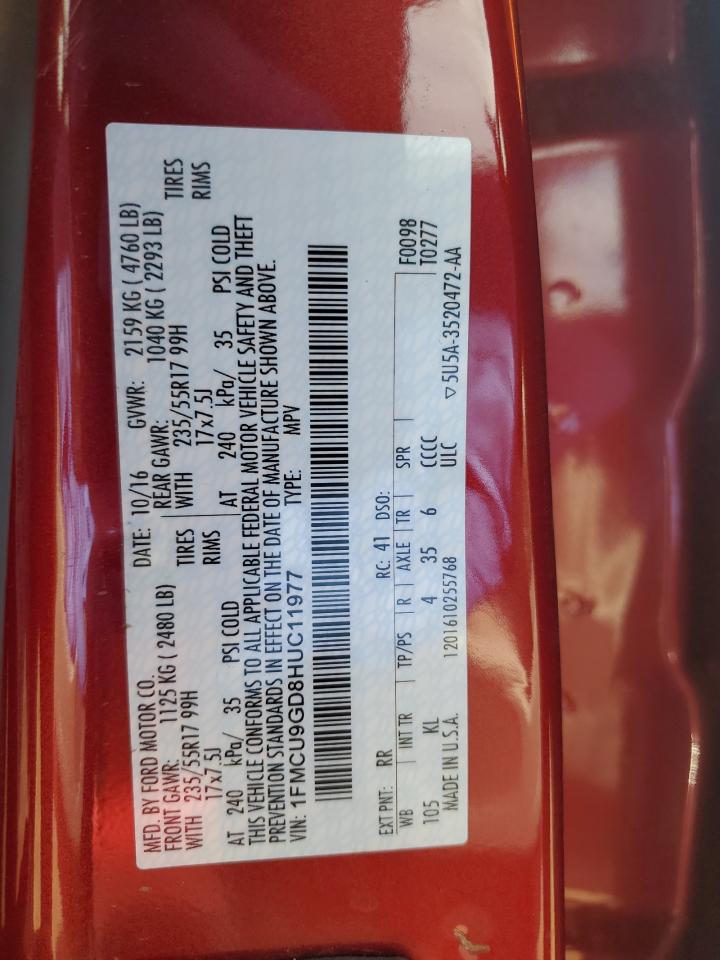 MFD. BY FORD MOTOR CO. DATE: 10/16 GVWR: 2159 KG ( 4760 LB)
FRONT GAWR: 1125 KG ( 2480 LB) REAR GAWR: 1040 KG ( 2293 LB)
WITH 235/55R17 99H TIRES WITH 235/55R17 99H TIRES
17x7.5J RIMS 17x7.5J RIMS
AT 240 kPa/ 35 PSI COLD AT 240 kPa/ 35 PSI COLD
THIS VEHICLE CONFORMS TO ALL APPLICABLE FEDERAL MOTOR VEHICLE SAFETY AND THEFT
PREVENTION STANDARDS IN EFFECT ON THE DATE OF MANUFACTURE SHOWN ABOVE.
VIN: 1FMCU9GD8HUC11977 TYPE: MPV
EXT PNT: RR RC: 41 DSO:
WB INT TR TP/PS R AXLE TR SPR F0098
105 KL 4 35 6 CCCC T0277
MADE IN U.S.A. 1201610255768 ULC
▽5U5A-3520472-AA